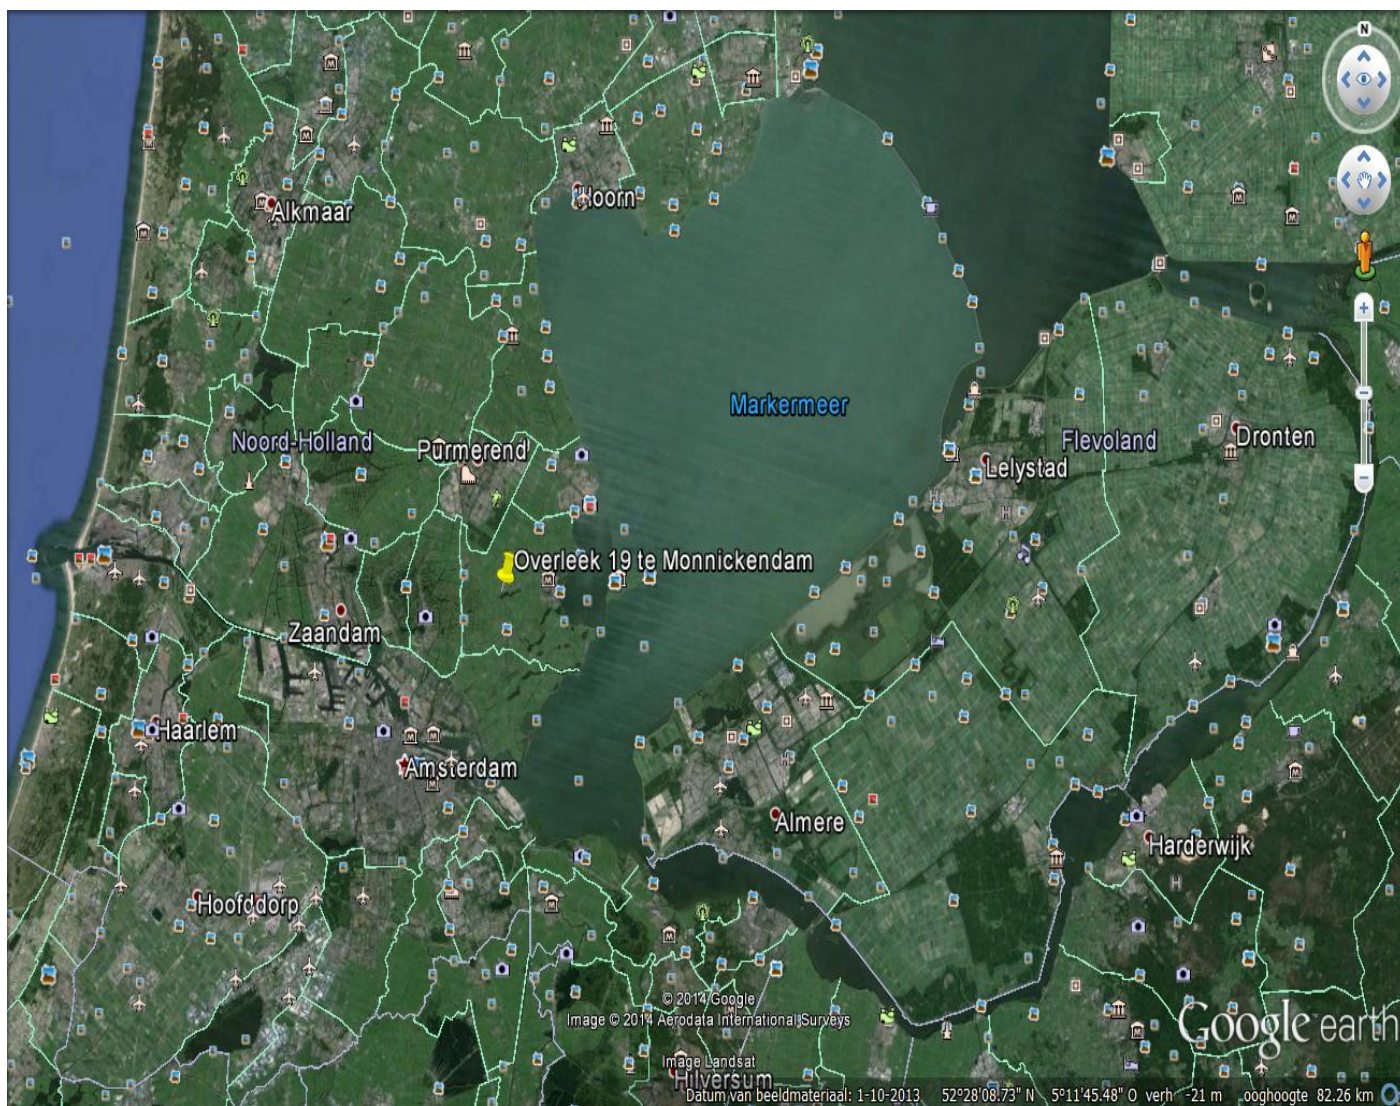 N
Hoorn
Alkmaar
Markermeer
Noord-Holland
Purmerend
Flevoland
Dronten
Lelystad
Overleek 19 te Monnickendam
Zaandam
Haarlem
Amsterdam
Almere
Harderwijk
Hoofddorp
© 2014 Google
Image © 2014 Aerodata International Surveys
Google earth
Image Landsat
Hilversum
Datum van beeldmateriaal: 1-10-2013 52°28'08.73" N 5°11'45.48" O verh -21 m ooghoogte 82.26 km